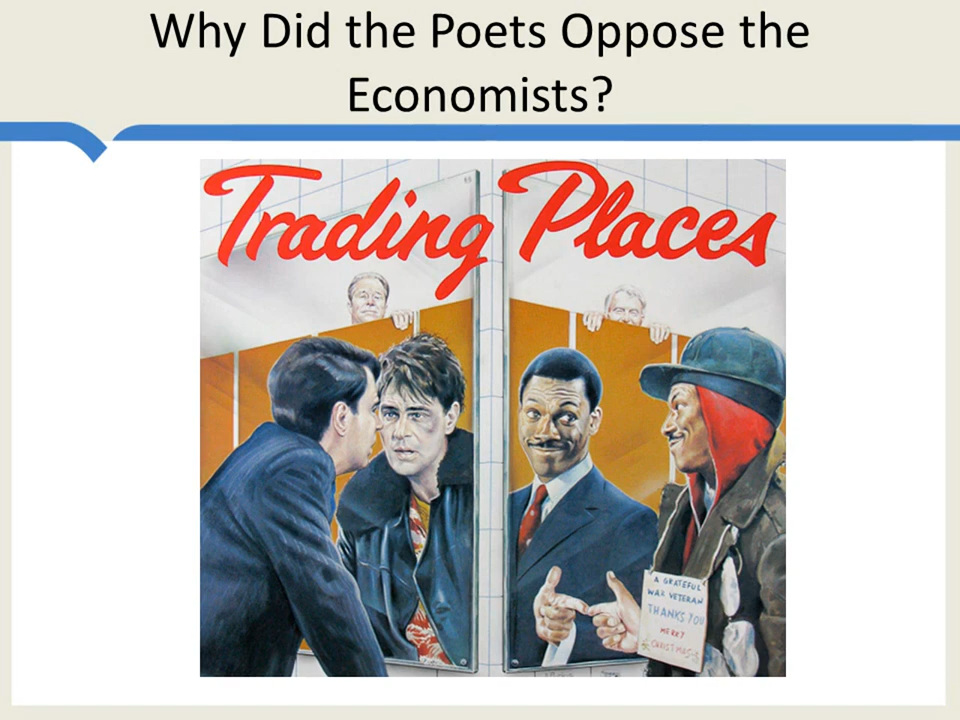 Why Did the Poets Oppose the
Economists?
Trading Places
A GRATEFUL
WAR VETERAN
THANKS YOU
MERRY
CHRISTMAS